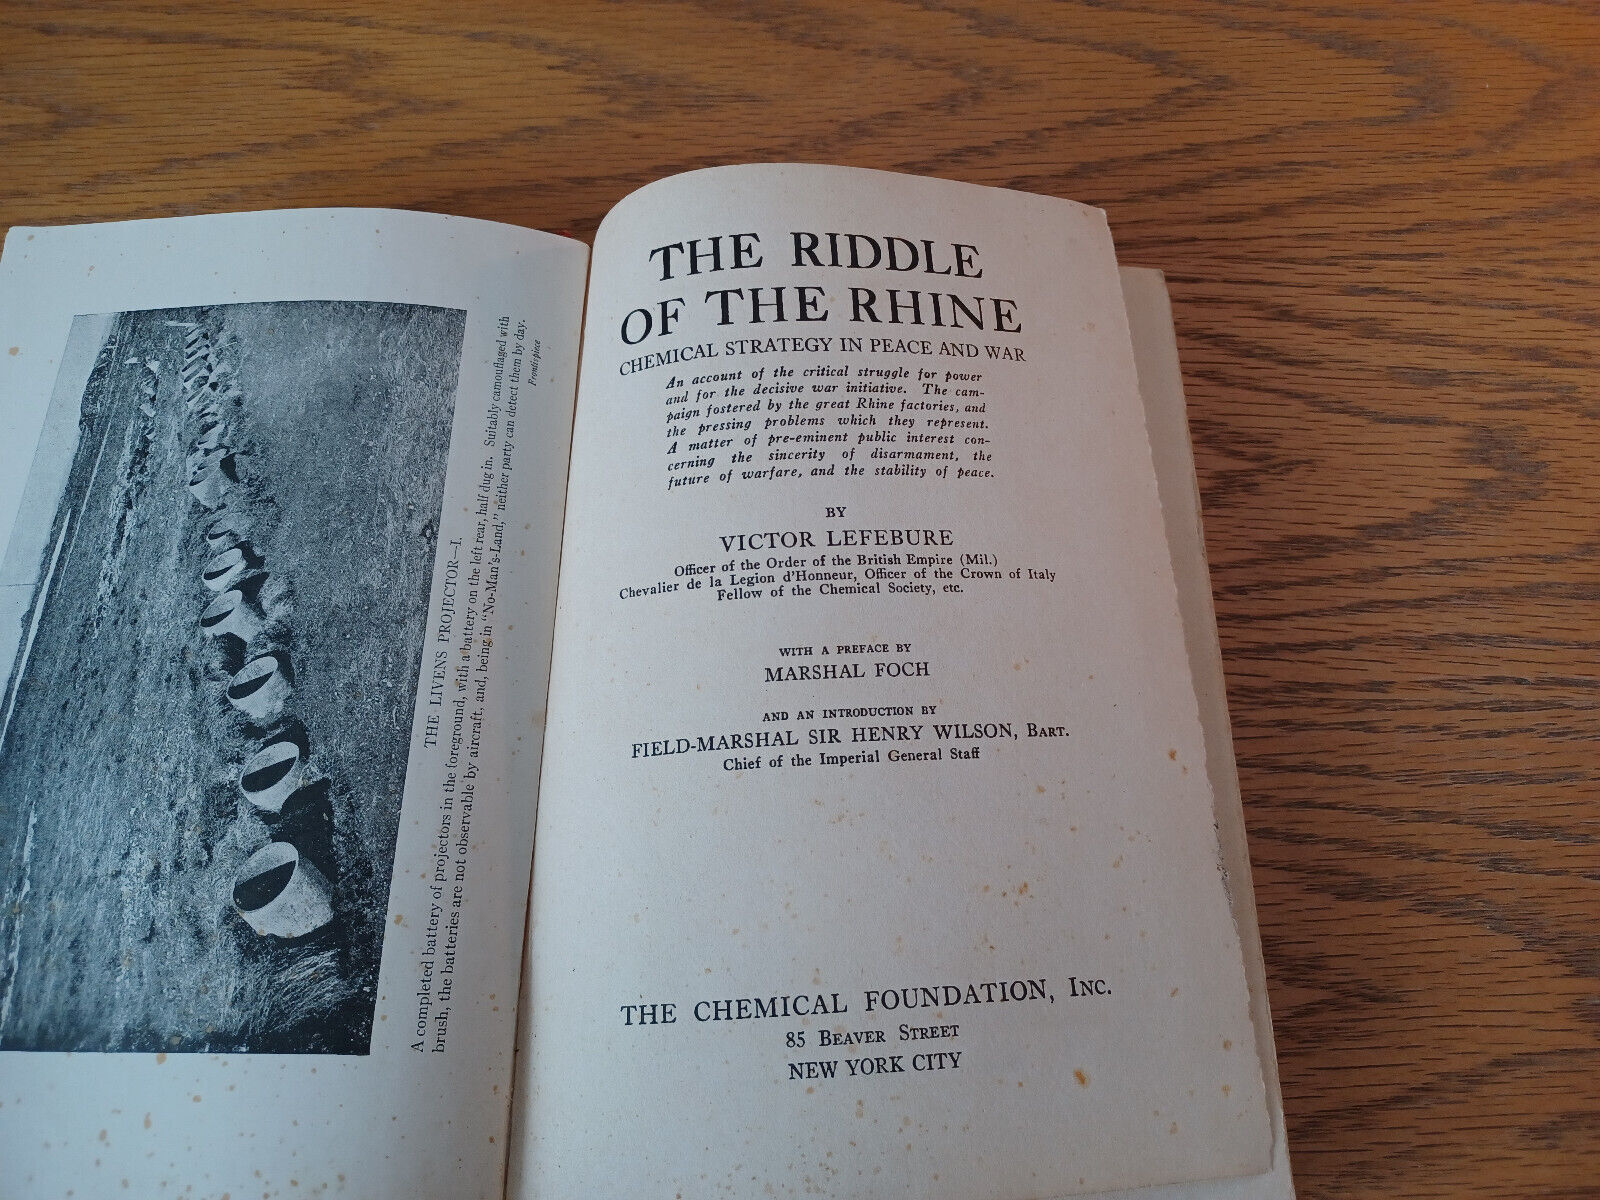 THE LIVENS PROJECTOR—I.
A completed battery of projectors in the foreground, with a battery on the left rear, half dug in. Suitably camouflaged with
brush, the batteries are not observable by aircraft, and, being in "No-Man's-Land," neither party can detect them by day.
Frontispiece
THE RIDDLE
OF THE RHINE
CHEMICAL STRATEGY IN PEACE AND WAR
An account of the critical struggle for power
and for the decisive war initiative. The cam-
paign fostered by the great Rhine factories, and
the pressing problems which they represent.
A matter of pre-eminent public interest con-
cerning the sincerity of disarmament, the
future of warfare, and the stability of peace.
BY
VICTOR LEFEBURE
Officer of the Order of the British Empire (Mil.)
Chevalier de la Legion d'Honneur, Officer of the Crown of Italy
Fellow of the Chemical Society, etc.
WITH A PREFACE BY
MARSHAL FOCH
AND AN INTRODUCTION BY
FIELD-MARSHAL SIR HENRY WILSON, BART.
Chief of the Imperial General Staff
THE CHEMICAL FOUNDATION, INC.
85 BEAVER STREET
NEW YORK CITY